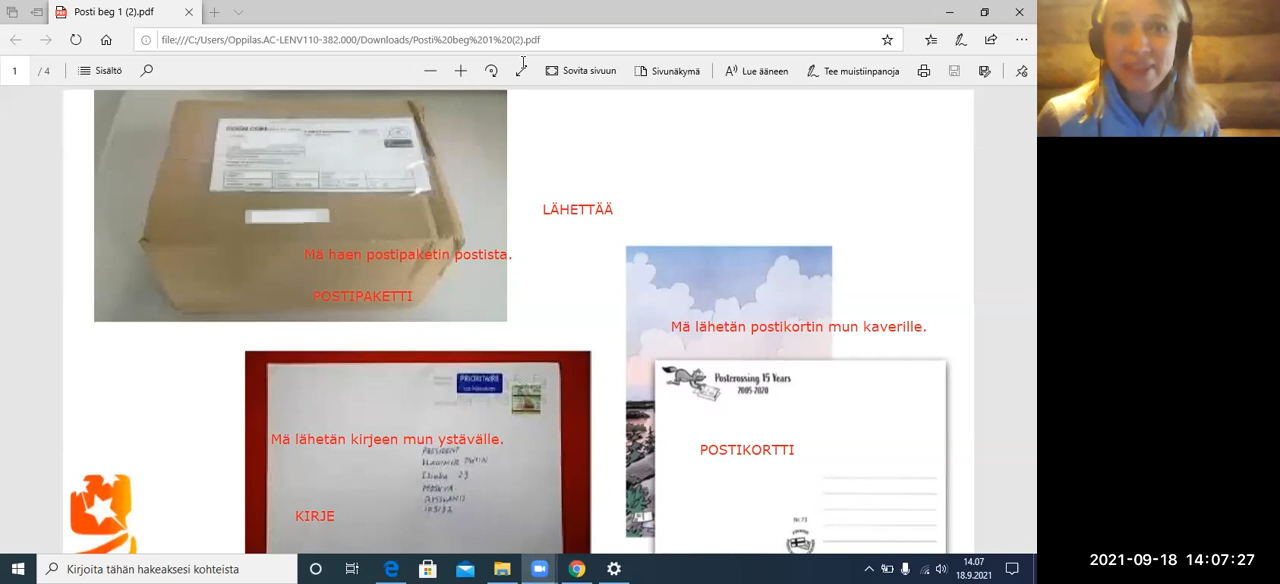 Posti beg 1 (2).pdf
file:///C:/Users/Oppilas.AC-LENV110-382.000/Downloads/Posti%20beg%201%20(2).pdf
1 / 4
Sisältö
Sovita sivuun
Sivunäkymä
Lue ääneen
Tee muistiinpanoja
LÄHETTÄÄ
Mä haen postipaketin postista.
POSTIPAKETTI
Mä lähetän postikortin mun kaverille.
Postcrossing 15 Years
2005-2020
PRIORITAIRE
Mä lähetän kirjeen mun ystävälle.
PRESIDENT
VLADIMIR PUTIN
POSTIKORTTI
KIRJE
Nr. 73
Kirjoita tähän hakeaksesi kohteista
14.07
18.9.2021
2021-09-18 14:07:27